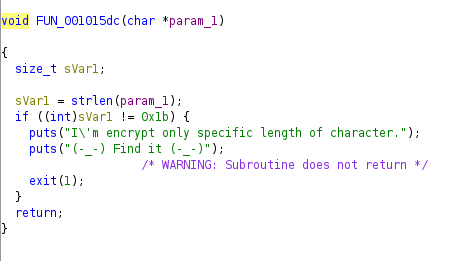 void FUN_001015dc(char *param_1)
{
size_t sVar1;
sVar1 = strlen(param_1);
if ((int)sVar1 != 0x1b) {
puts("I\'m encrypt only specific length of character.");
puts("(-_-) Find it (-_-)");
/* WARNING: Subroutine does not return */
exit(1);
}
return;
}